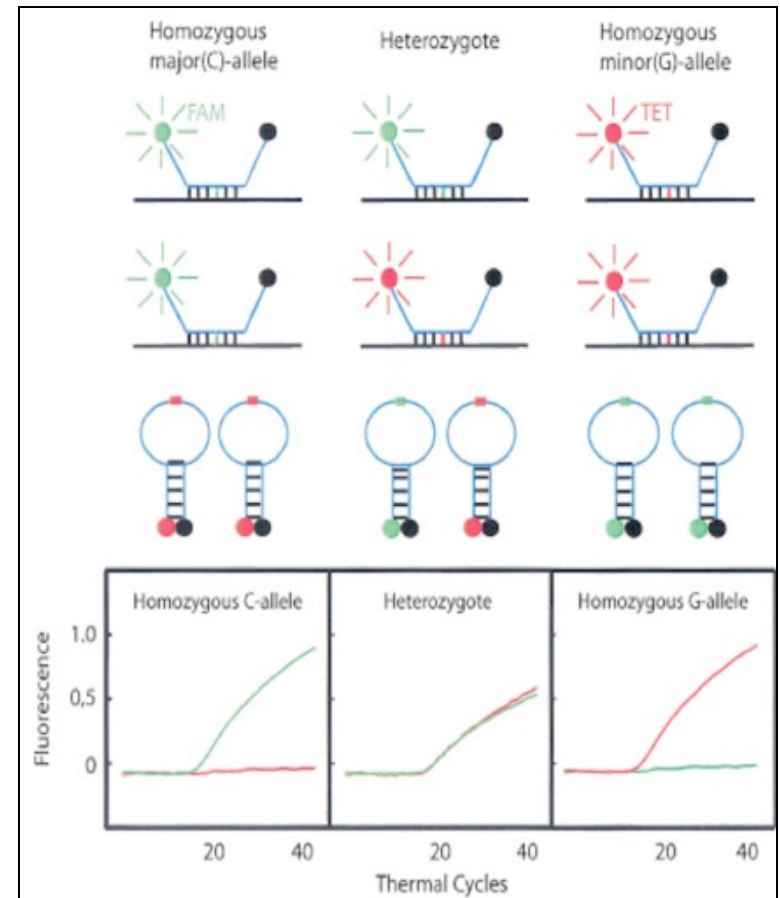 Homozygous
major(C)-allele
Heterozygote
Homozygous
minor(G)-allele
FAM
TET
Homozygous C-allele
Heterozygote
Homozygous G-allele
Fluorescence
1.0
0,5
0
20
40
20
40
20
40
Thermal Cycles